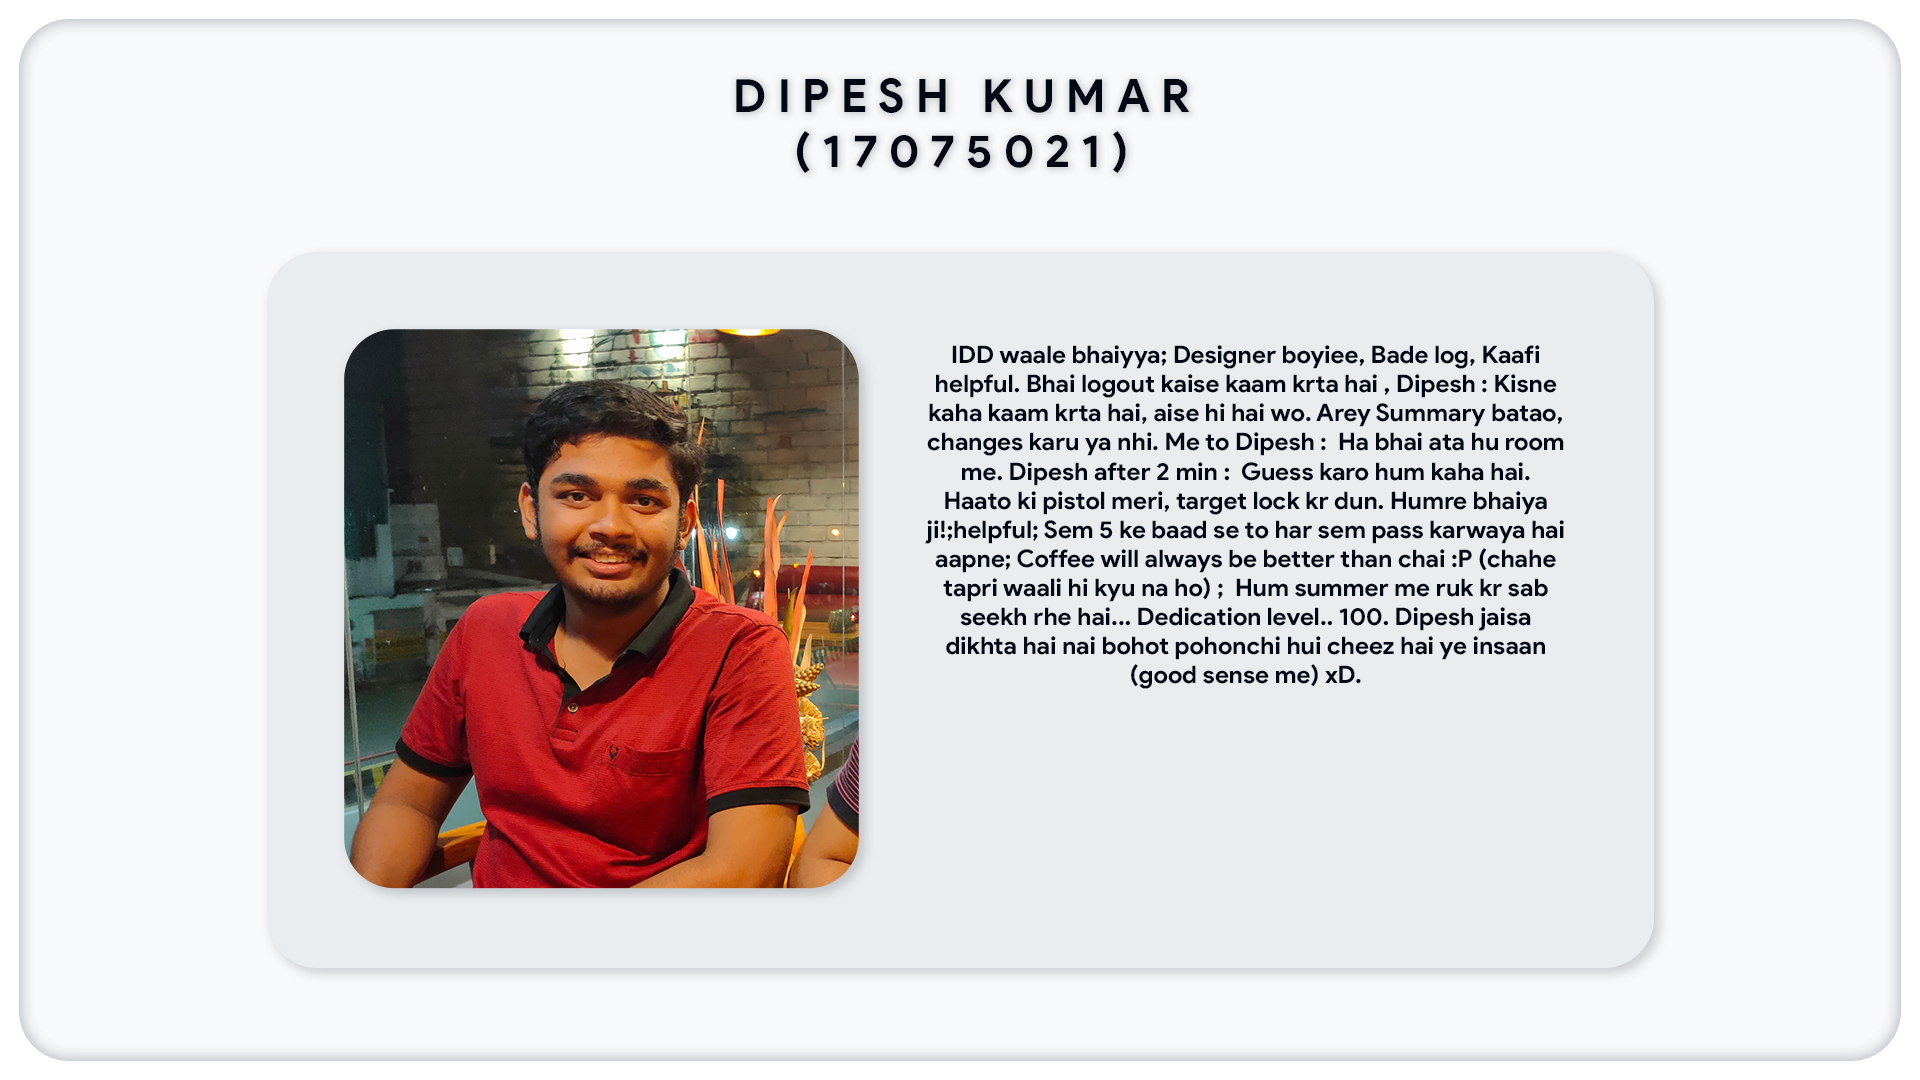 DIPESH KUMAR
(17075021)
IDD waale bhaiyya; Designer boyiee, Bade log, Kaafi
helpful. Bhai logout kaise kaam krta hai , Dipesh : Kisne
kaha kaam krta hai, aise hi hai wo. Arey Summary batao,
changes karu ya nhi. Me to Dipesh :  Ha bhai ata hu room
me. Dipesh after 2 min :  Guess karo hum kaha hai.
Haato ki pistol meri, target lock kr dun. Humre bhaiya
ji!;helpful; Sem 5 ke baad se to har sem pass karwaya hai
aapne; Coffee will always be better than chai :P (chahe
tapri waali hi kyu na ho) ;  Hum summer me ruk kr sab
seekh rhe hai... Dedication level.. 100. Dipesh jaisa
dikhta hai nai bohot pohonchi hui cheez hai ye insaan
(good sense me) xD.